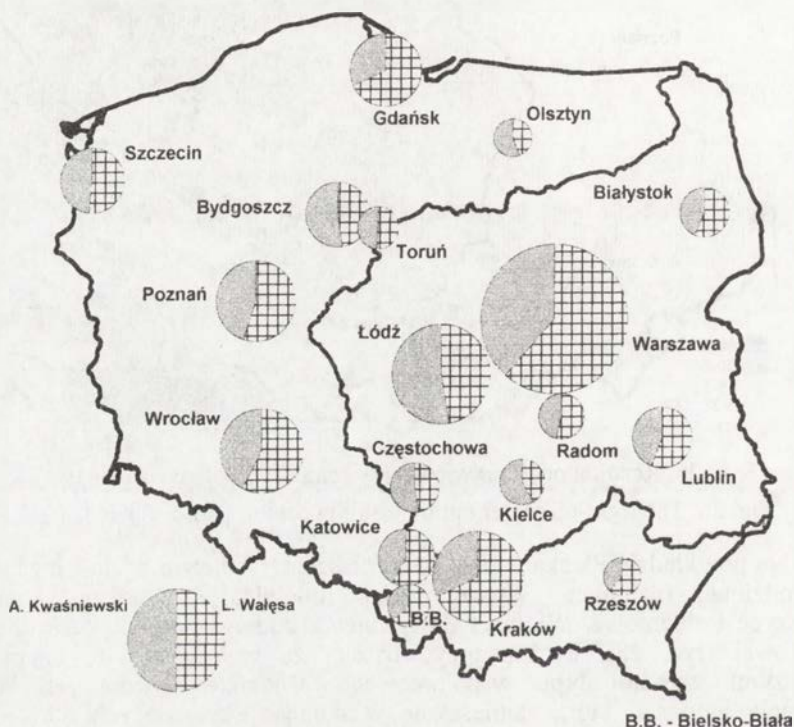 Gdańsk
Olsztyn
Szczecin
Białystok
Bydgoszcz
Toruń
Poznań
Łódź
Warszawa
Wrocław
Częstochowa
Radom
Lublin
Kielce
Katowice
Rzeszów
B.B.
Kraków
A. Kwaśniewski
L. Wałęsa
B.B. - Bielsko-Biała